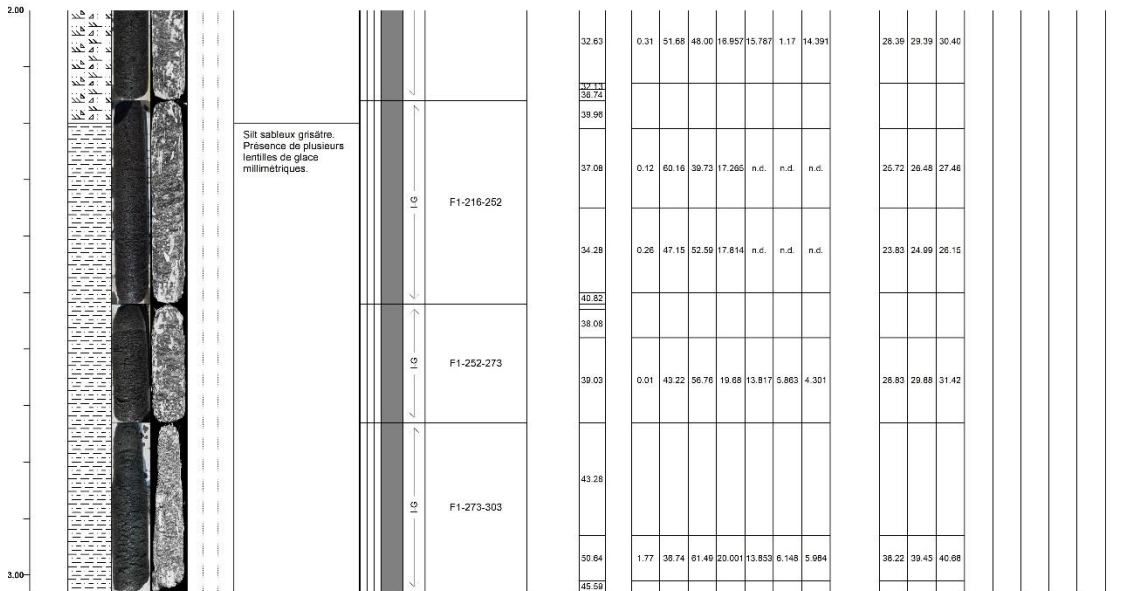 2.00
32.63 0.31 51.68 48.00 16.957 15.787 1.17 14.391 28.39 29.39 30.40
32.13
36.74
39.96
Silt sableux grisâtre.
Présence de plusieurs
lentilles de glace
millimétriques.
37.08 0.12 60.16 39.73 17.265 n.d. n.d. n.d. 25.72 26.48 27.46
I-G F1-216-252
34.28 0.26 47.15 52.59 17.814 n.d. n.d. n.d. 23.83 24.99 26.15
40.82
38.08
I-G F1-252-273
39.03 0.01 43.22 56.76 19.68 13.817 5.863 4.301 28.83 29.88 31.42
43.28
I-G F1-273-303
50.64 1.77 36.74 61.49 20.001 13.853 6.148 5.984 38.22 39.45 40.68
3.00
45.59